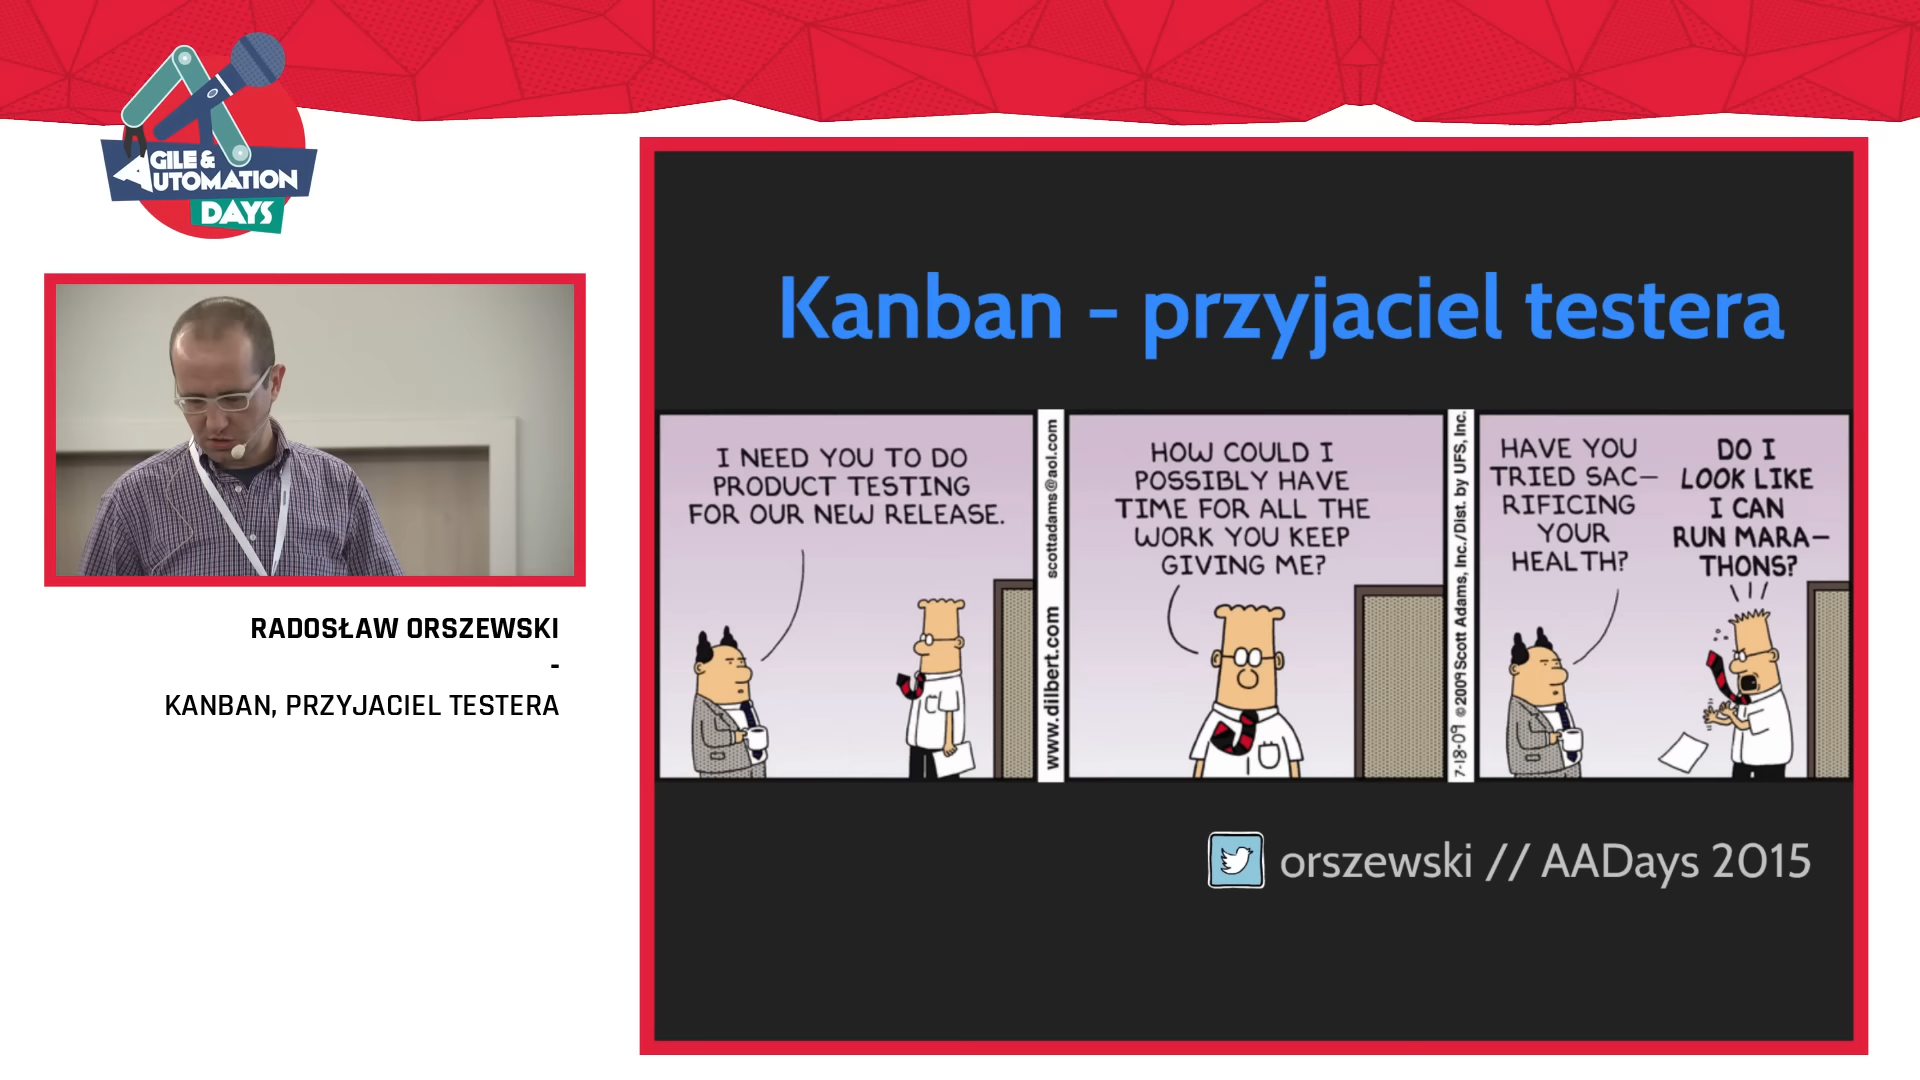 AGILE &
AUTOMATION
DAYS
RADOSŁAW ORSZEWSKI
-
KANBAN, PRZYJACIEL TESTERA
Kanban - przyjaciel testera
I NEED YOU TO DO
PRODUCT TESTING
FOR OUR NEW RELEASE.
www.dilbert.com scottadams@aol.com
HOW COULD I
POSSIBLY HAVE
TIME FOR ALL THE
WORK YOU KEEP
GIVING ME?
7-18-09 ©2009 Scott Adams, Inc./Dist. by UFS, Inc.
HAVE YOU
TRIED SAC–
RIFICING
YOUR
HEALTH?
DO I
LOOK LIKE
I CAN
RUN MARA–
THONS?
orszewski // AADays 2015